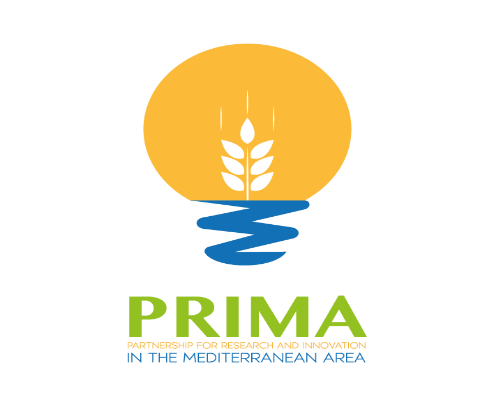 PRIMA
PARTNERSHIP FOR RESEARCH AND INNOVATION
IN THE MEDITERRANEAN AREA